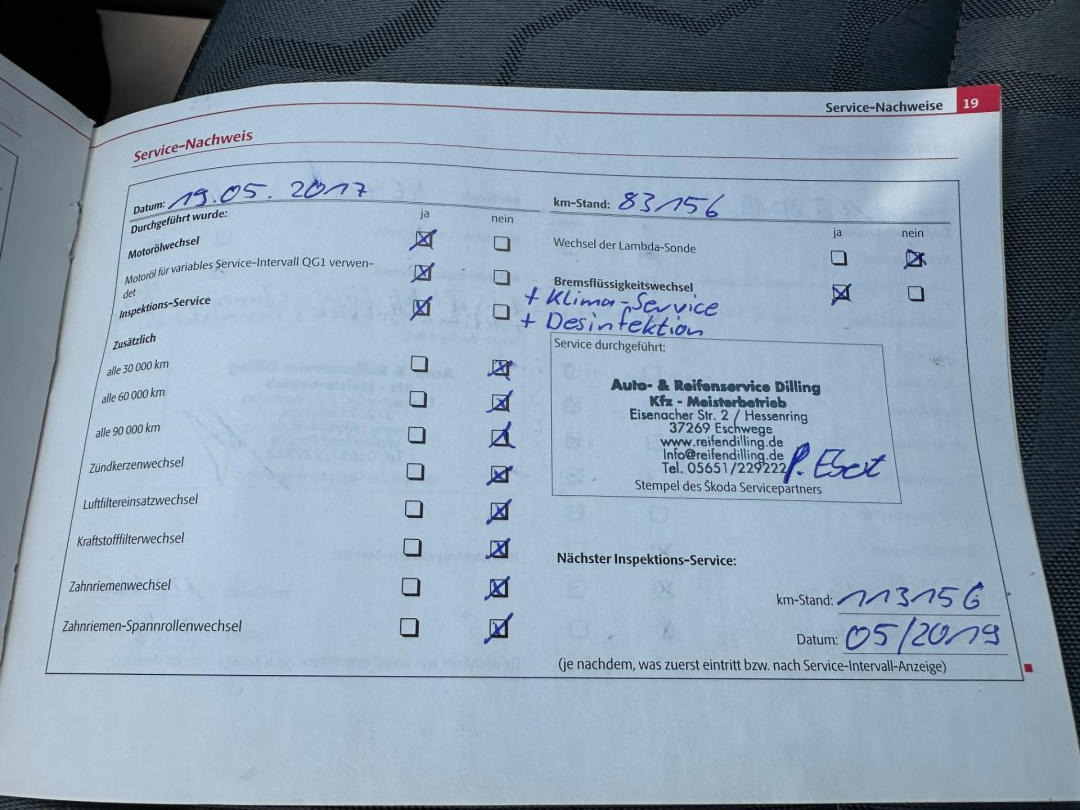 Service-Nachweise 19
Service-Nachweis
Datum: 19.05. 2017
Durchgeführt wurde:
ja nein
Motorölwechsel
Motoröl für variables Service-Intervall QG1 verwen-
det
Inspektions-Service
Zusätzlich
alle 30 000 km
alle 60 000 km
alle 90 000 km
Zündkerzenwechsel
Luftfiltereinsatzwechsel
Kraftstofffilterwechsel
Zahnriemenwechsel
Zahnriemen-Spannrollenwechsel
km-Stand: 83156
ja nein
Wechsel der Lambda-Sonde
Bremsflüssigkeitswechsel
+ Klima-Service
+ Desinfektion
Service durchgeführt:
Auto- & Reifenservice Dilling
Kfz - Meisterbetrieb
Eisenacher Str. 2 / Hessenring
37269 Eschwege
www.reifendilling.de
Info@reifendilling.de
Tel. 05651/229222
Stempel des Škoda Servicepartners
Nächster Inspektions-Service:
km-Stand: 113156
Datum: 05/2019
(je nachdem, was zuerst eintritt bzw. nach Service-Intervall-Anzeige)